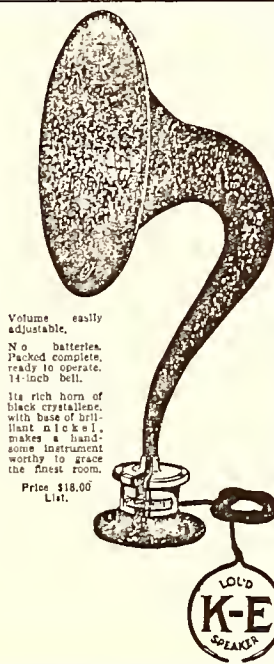 Volume easily
adjustable.
No batteries.
Packed complete,
ready to operate.
14-inch bell.
Its rich horn of
black crystallene,
with base of bril-
liant nickel,
makes a hand-
some instrument
worthy to grace
the finest room.
Price $18.00
List.
LOUD
K-E
SPEAKER